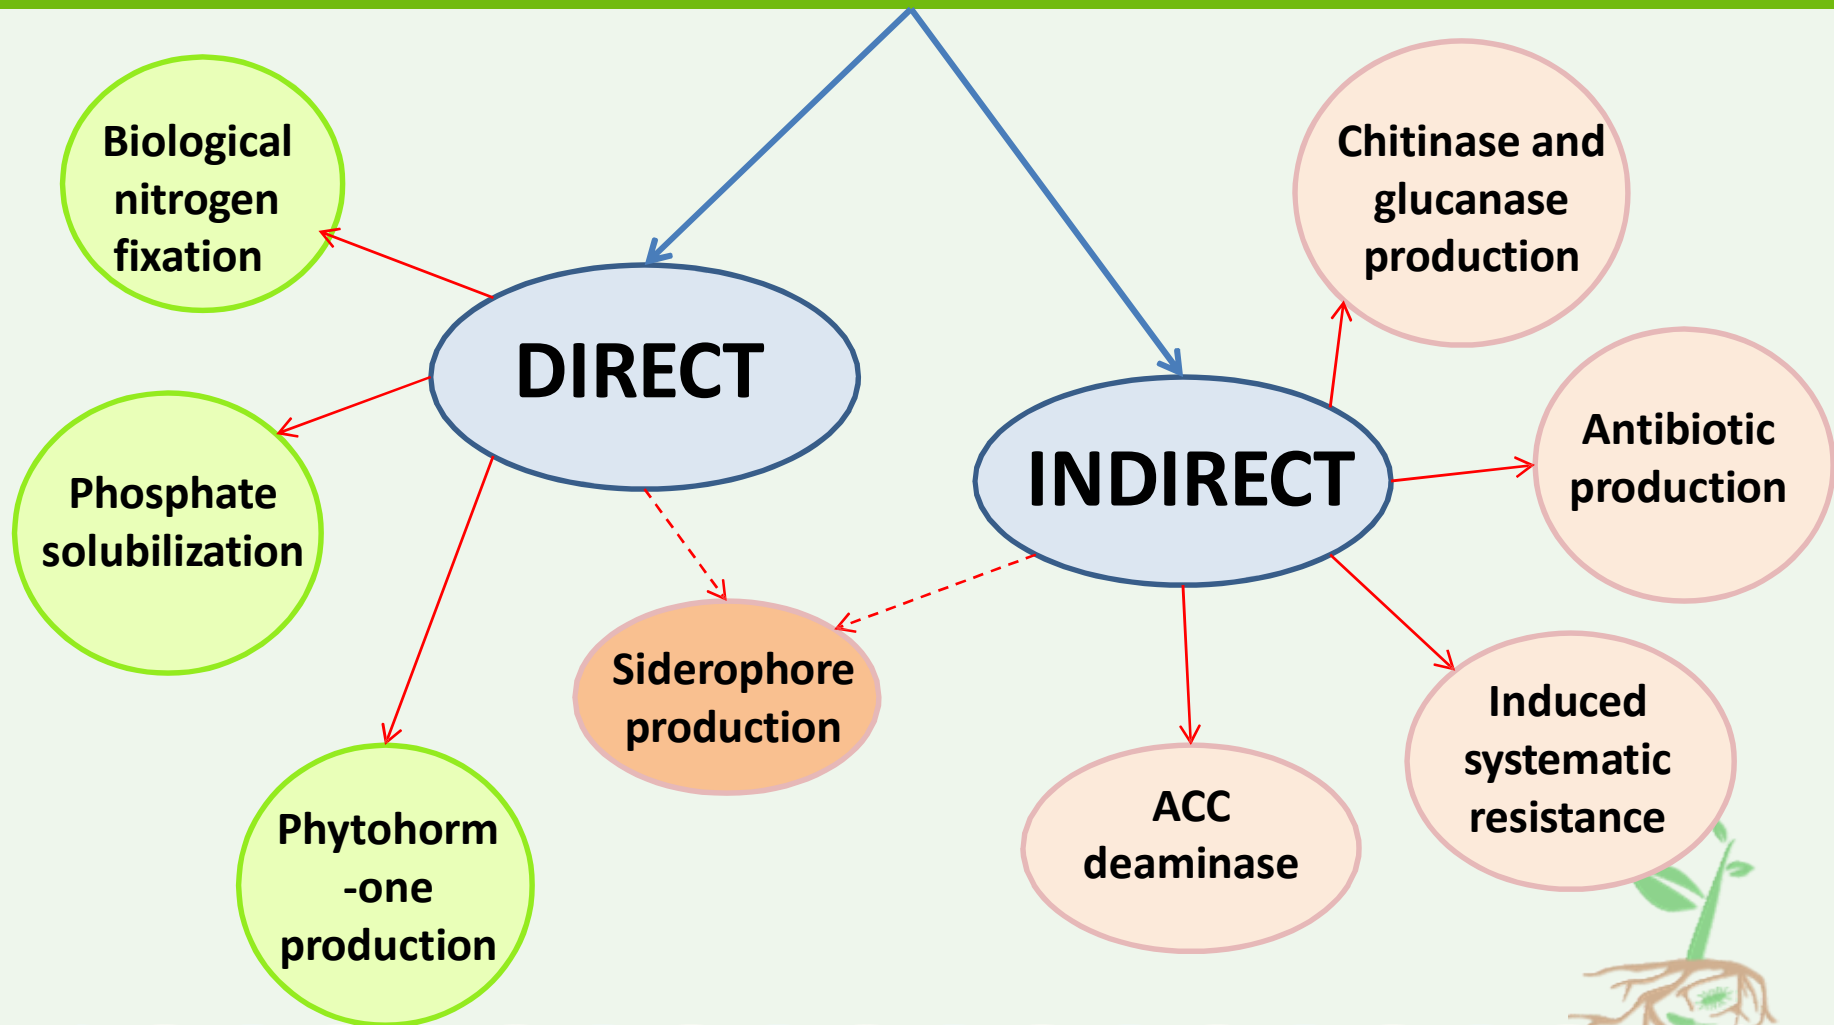 Biological
nitrogen
fixation
Chitinase and
glucanase
production
DIRECT
Antibiotic
production
INDIRECT
Phosphate
solubilization
Siderophore
production
Induced
systematic
resistance
ACC
deaminase
Phytohorm
-one
production